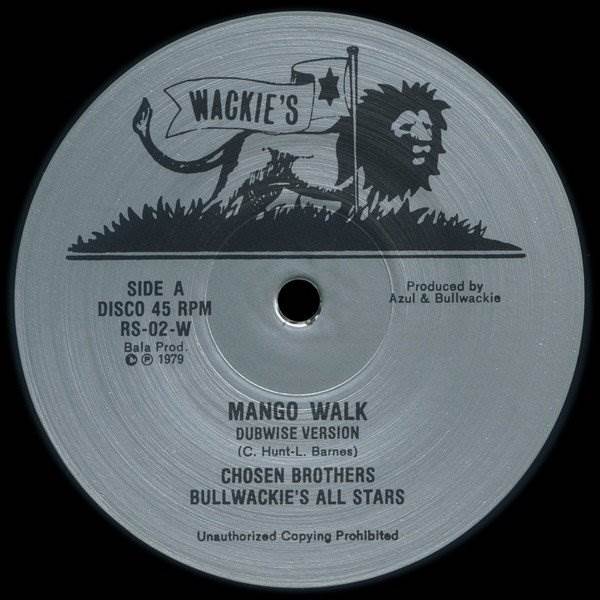 WACKIE'S
SIDE A
DISCO 45 RPM
RS-02-W
Bala Prod.
© ℗ 1979
Produced by
Azul & Bullwackie
MANGO WALK
DUBWISE VERSION
(C. Hunt-L. Barnes)
CHOSEN BROTHERS
BULLWACKIE'S ALL STARS
Unauthorized Copying Prohibited